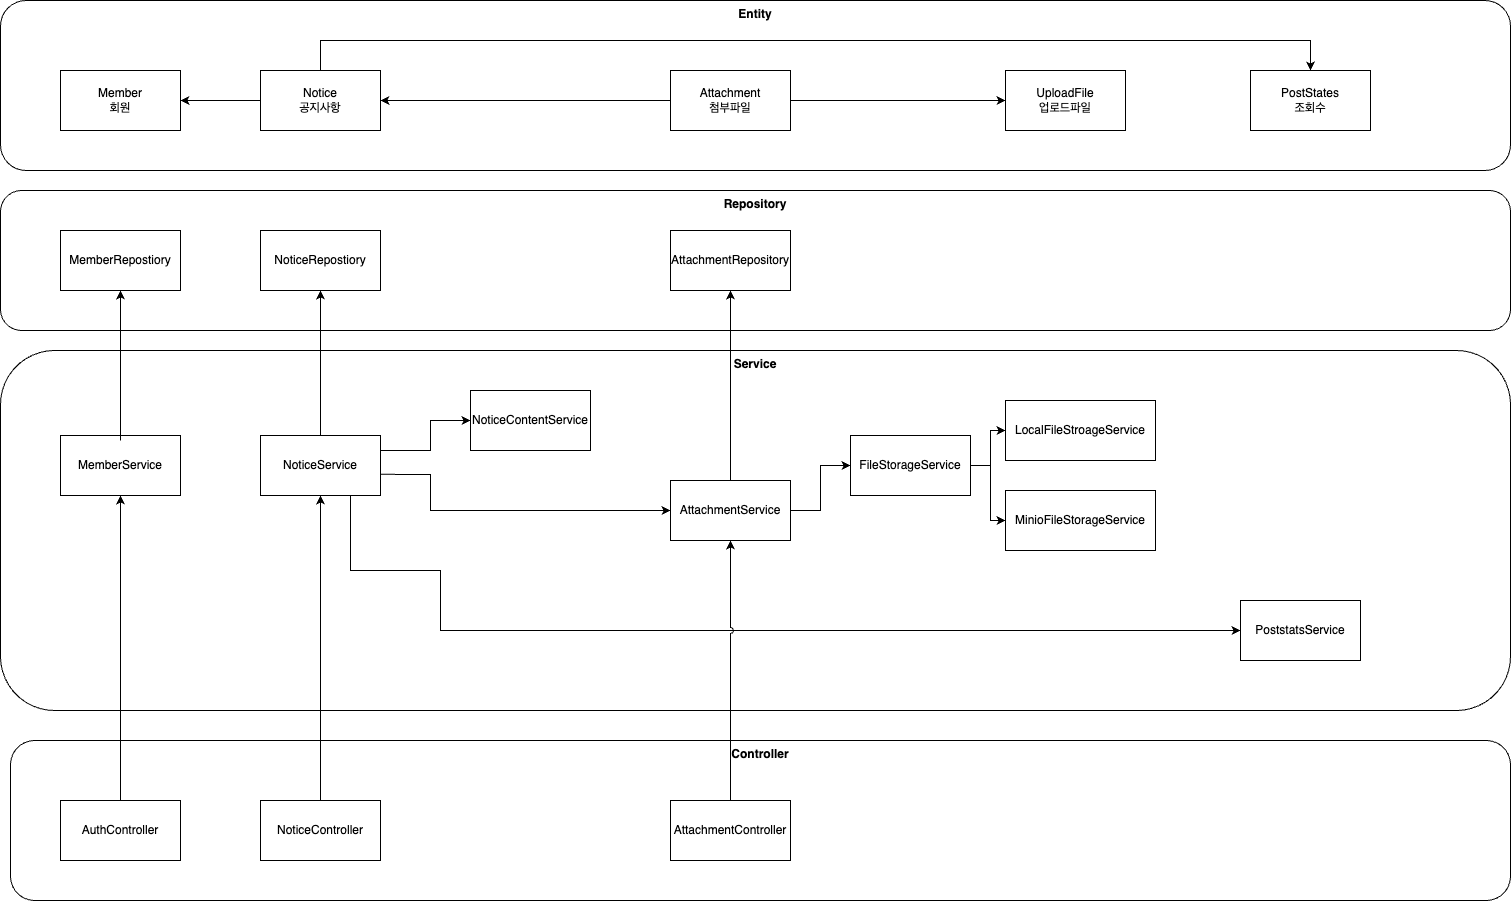 Entity
Member
회원
Notice
공지사항
Attachment
첨부파일
UploadFile
업로드파일
PostStates
조회수
Repository
MemberRepostiory
NoticeRepostiory
AttachmentRepository
Service
NoticeContentService
LocalFileStroageService
MemberService
NoticeService
FileStorageService
AttachmentService
MinioFileStorageService
PoststatsService
Controller
AuthController
NoticeController
AttachmentController